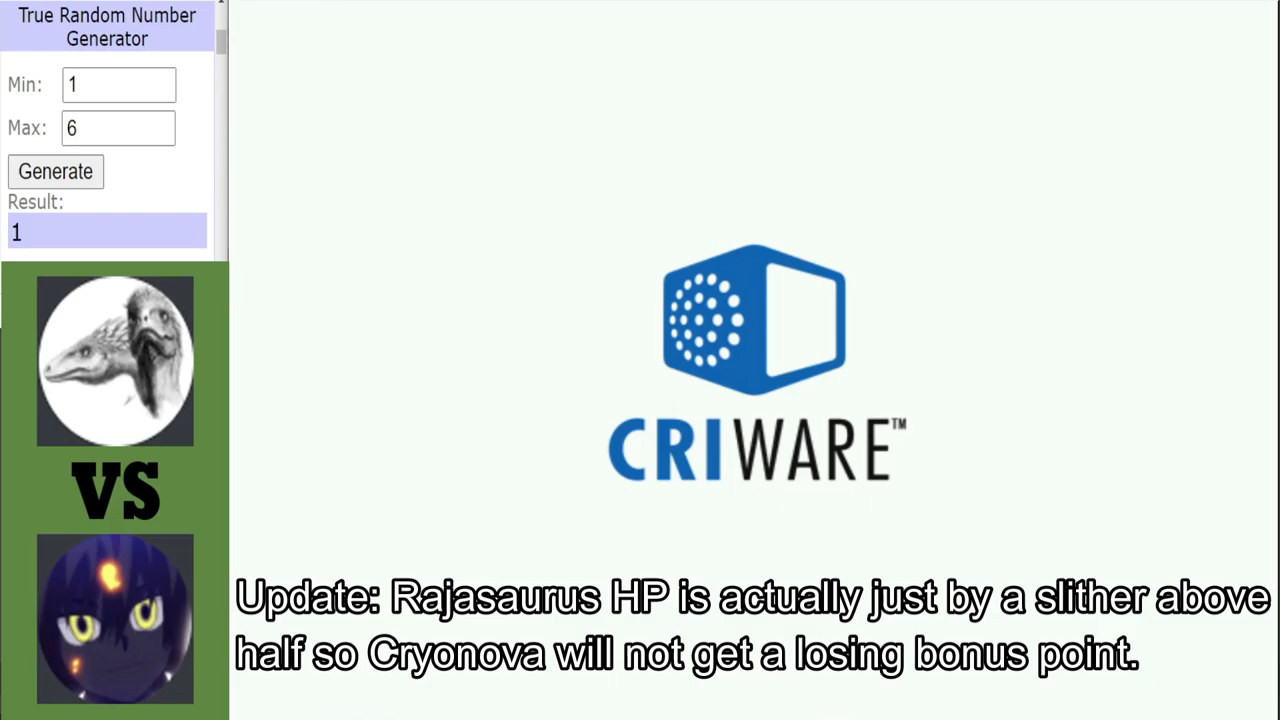 True Random Number
Generator
Min: 1
Max: 6
Generate
Result:
1
VS
CRIWARE™
Update: Rajasaurus HP is actually just by a slither above
half so Cryonova will not get a losing bonus point.